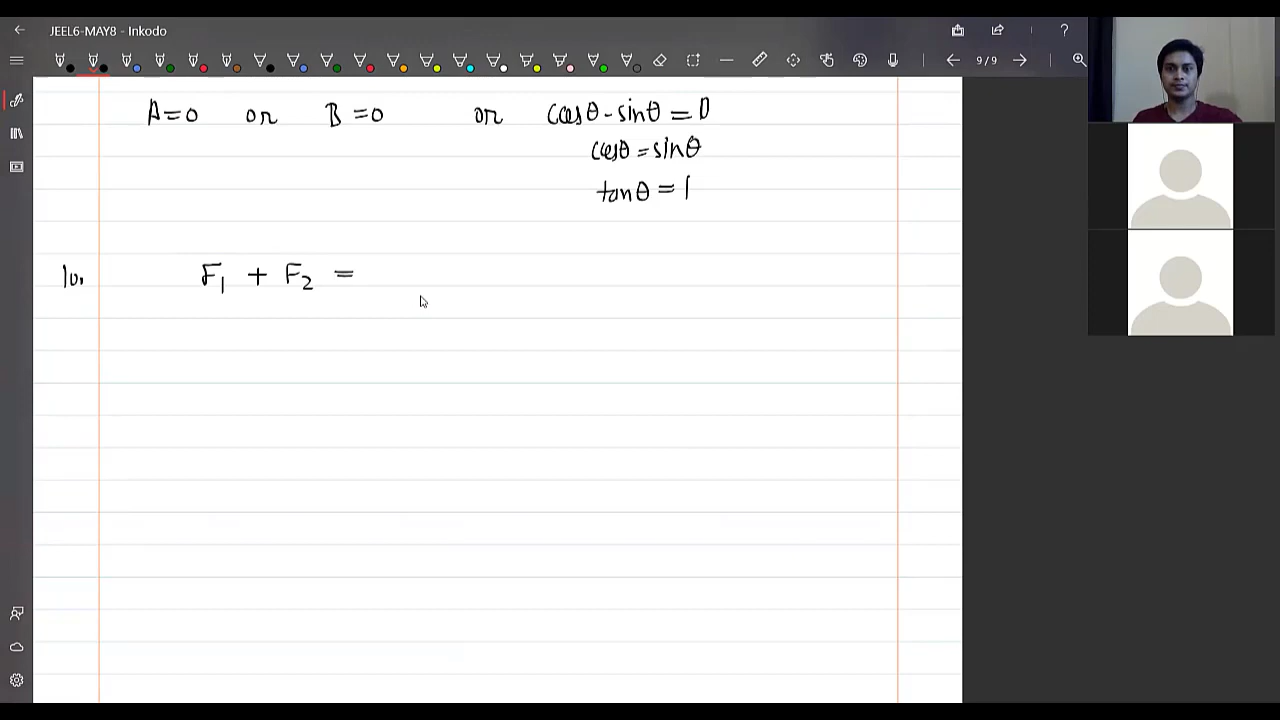 JEEL6-MAY8 - Inkodo
9/9
A=0 or B=0 or cosθ-sinθ=0
cosθ=sinθ
tanθ=1
10. F₁ + F₂ =